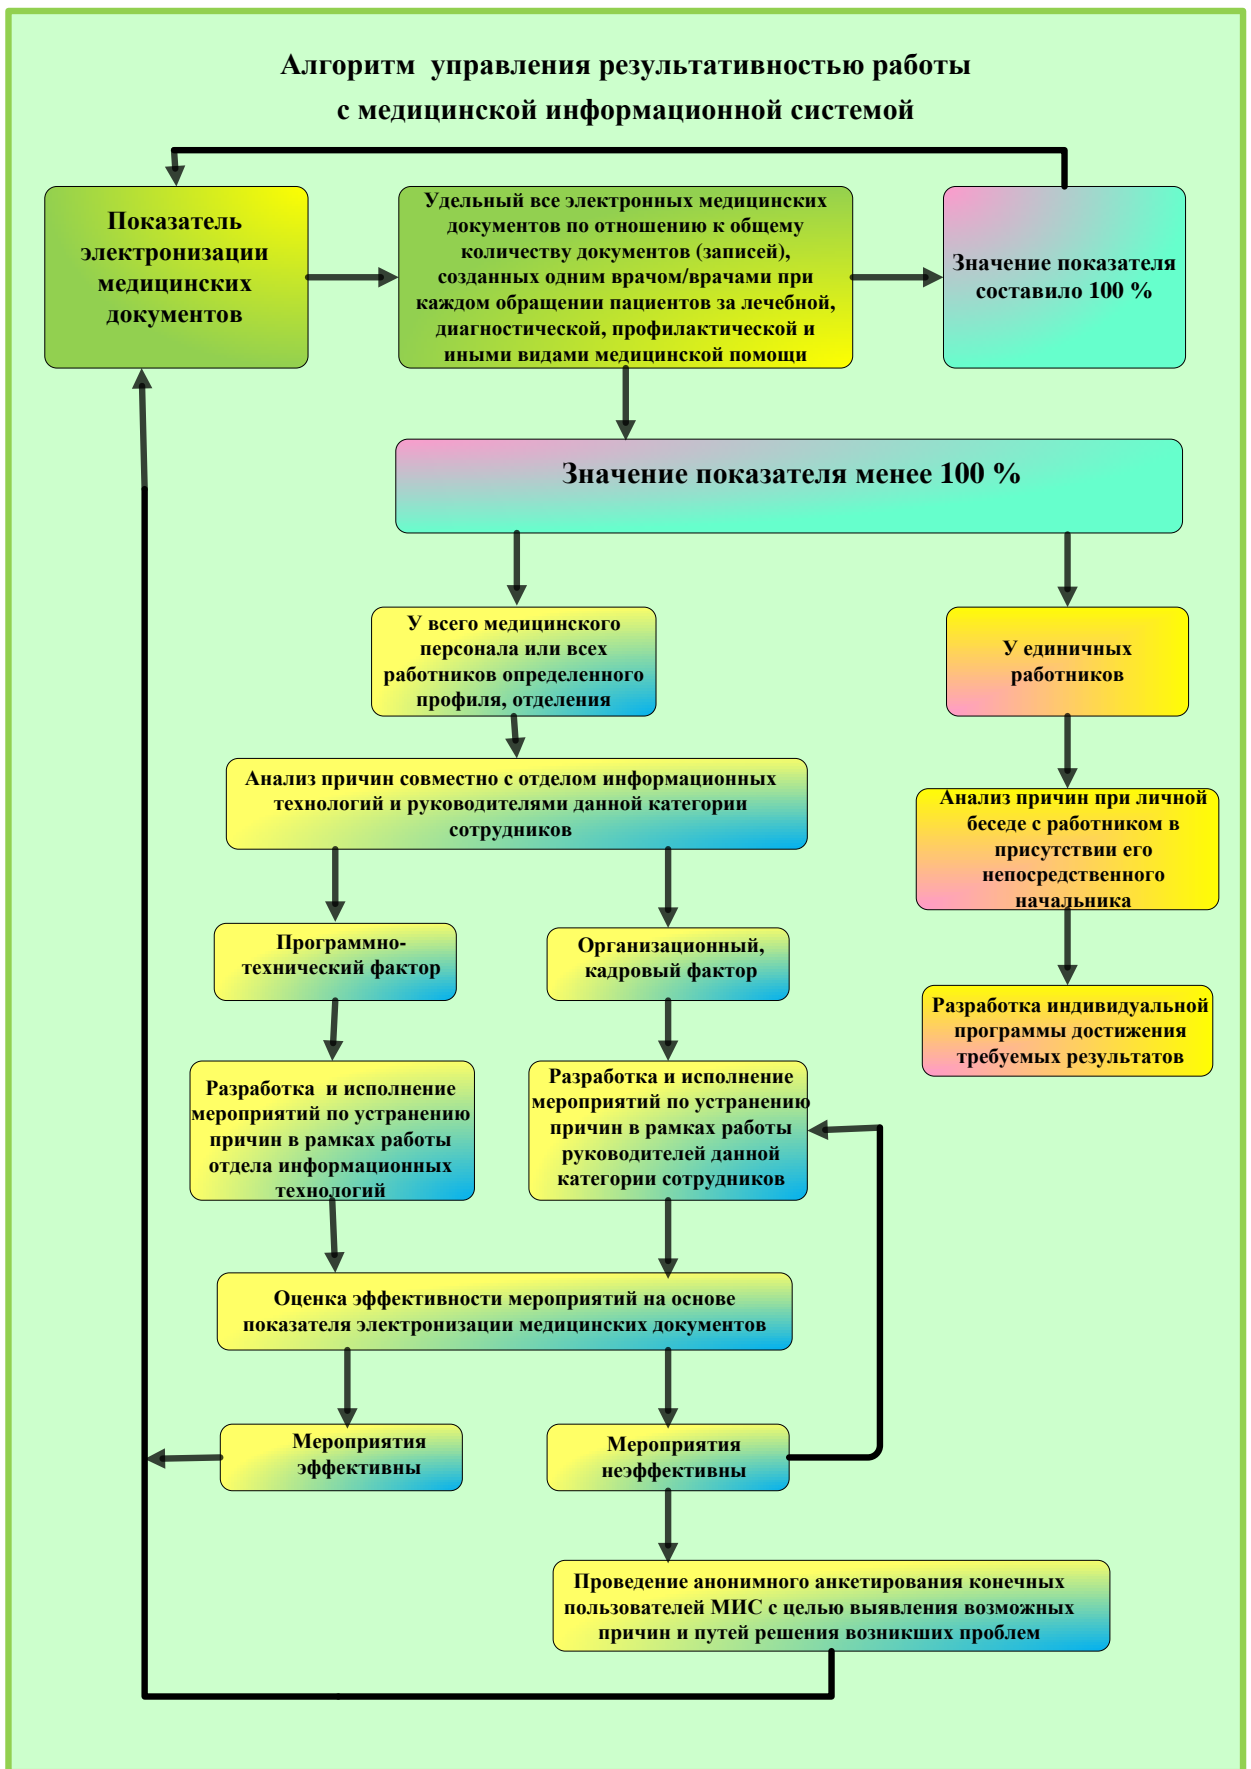 Алгоритм управления результативностью работы
с медицинской информационной системой
Показатель
электронизации
медицинских
документов
Удельный все электронных медицинских
документов по отношению к общему
количеству документов (записей),
созданных одним врачом/врачами при
каждом обращении пациентов за лечебной,
диагностической, профилактической и
иными видами медицинской помощи
Значение показателя
составило 100 %
Значение показателя менее 100 %
У всего медицинского
персонала или всех
работников определенного
профиля, отделения
У единичных
работников
Анализ причин совместно с отделом информационных
технологий и руководителями данной категории
сотрудников
Анализ причин при личной
беседе с работником в
присутствии его
непосредственного
начальника
Программно-
технический фактор
Организационный,
кадровый фактор
Разработка индивидуальной
программы достижения
требуемых результатов
Разработка и исполнение
мероприятий по устранению
причин в рамках работы
отдела информационных
технологий
Разработка и исполнение
мероприятий по устранению
причин в рамках работы
руководителей данной
категории сотрудников
Оценка эффективности мероприятий на основе
показателя электронизации медицинских документов
Мероприятия
эффективны
Мероприятия
неэффективны
Проведение анонимного анкетирования конечных
пользователей МИС с целью выявления возможных
причин и путей решения возникших проблем